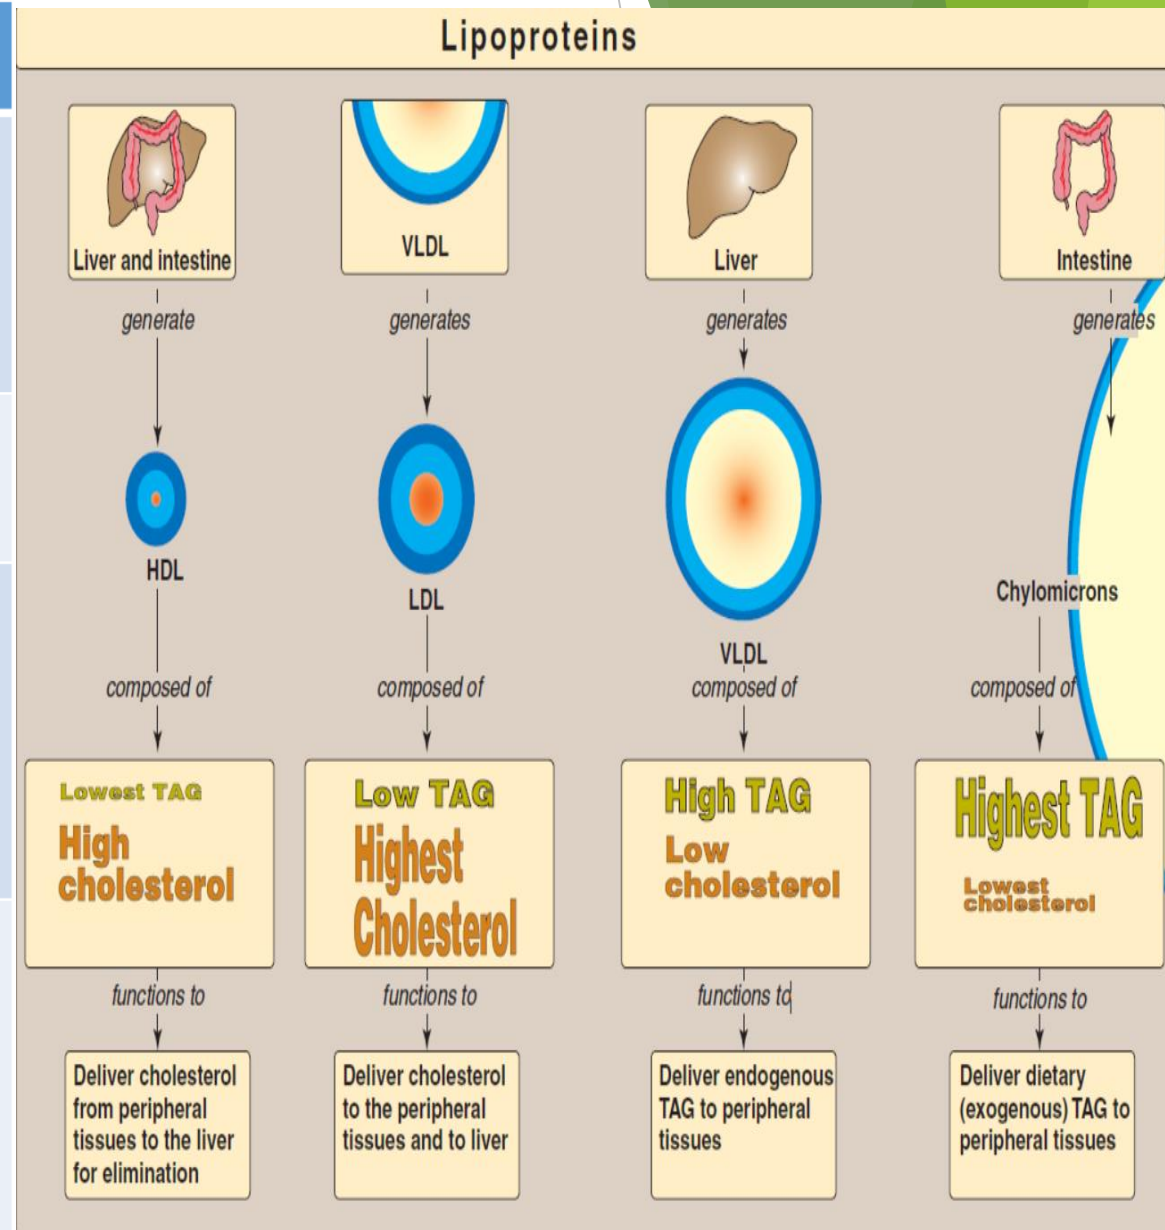 Lipoproteins
Liver and intestine
generate
HDL
composed of
Lowest TAG
High
cholesterol
functions to
Deliver cholesterol
from peripheral
tissues to the liver
for elimination
VLDL
generates
LDL
composed of
Low TAG
Highest
Cholesterol
functions to
Deliver cholesterol
to the peripheral
tissues and to liver
Liver
generates
VLDL
composed of
High TAG
Low
cholesterol
functions to
Deliver endogenous
TAG to peripheral
tissues
Intestine
generates
Chylomicrons
composed of
Highest TAG
Lowest
cholesterol
functions to
Deliver dietary
(exogenous) TAG to
peripheral tissues